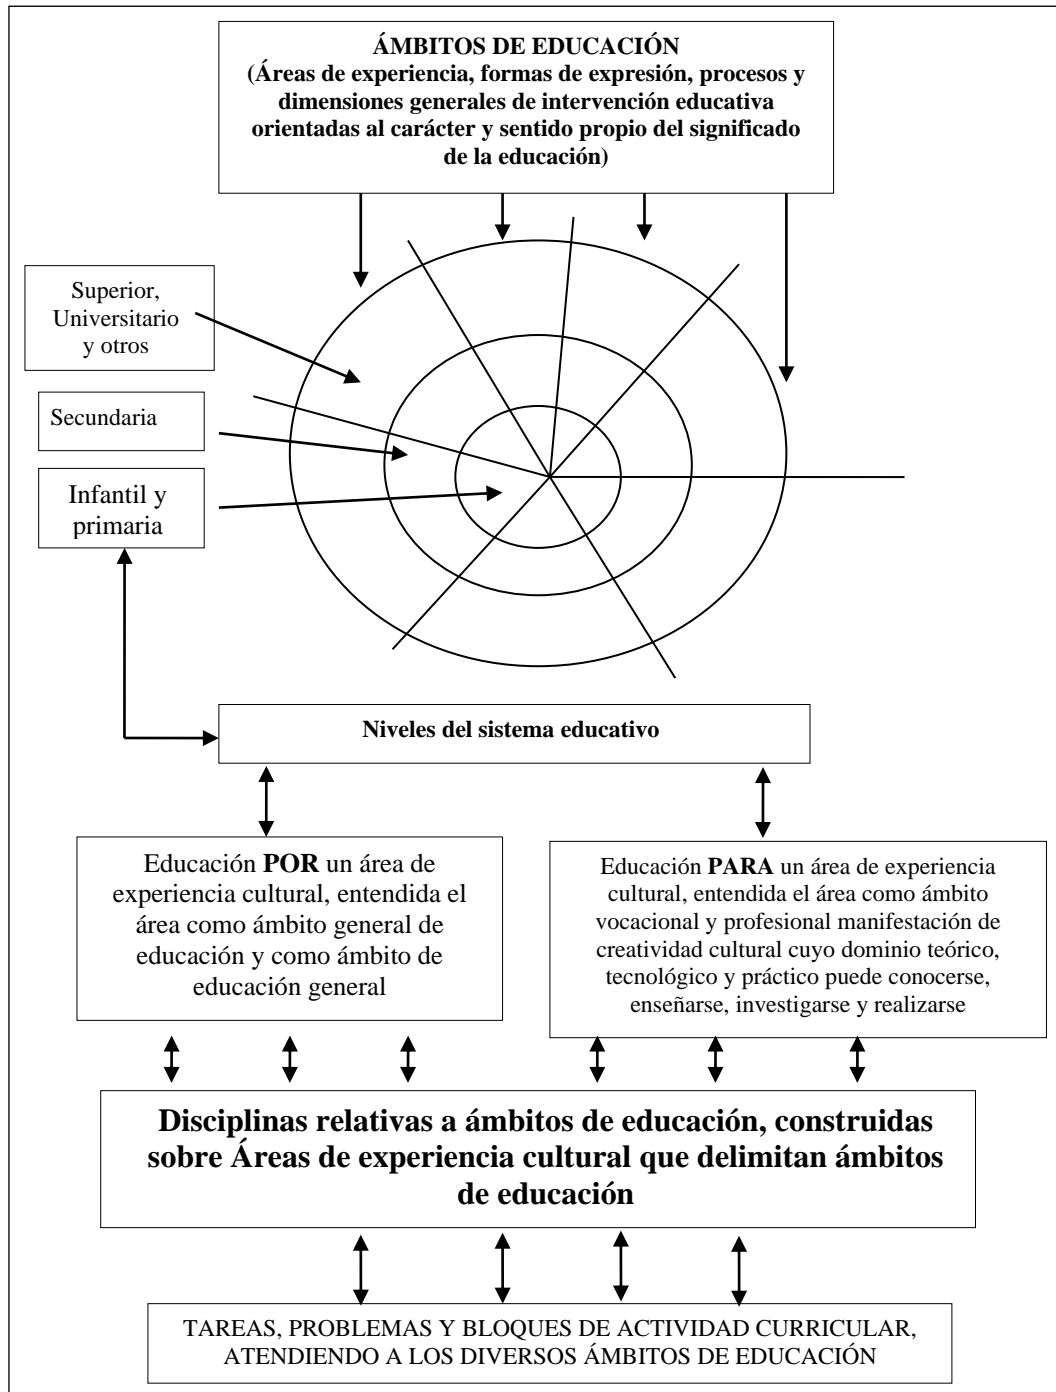 ÁMBITOS DE EDUCACIÓN
(Áreas de experiencia, formas de expresión, procesos y
dimensiones generales de intervención educativa
orientadas al carácter y sentido propio del significado
de la educación)
Superior,
Universitario
y otros
Secundaria
Infantil y
primaria
Niveles del sistema educativo
Educación POR un área de
experiencia cultural, entendida el
área como ámbito general de
educación y como ámbito de
educación general
Educación PARA un área de experiencia
cultural, entendida el área como ámbito
vocacional y profesional manifestación de
creatividad cultural cuyo dominio teórico,
tecnológico y práctico puede conocerse,
enseñarse, investigarse y realizarse
Disciplinas relativas a ámbitos de educación, construidas
sobre Áreas de experiencia cultural que delimitan ámbitos
de educación
TAREAS, PROBLEMAS Y BLOQUES DE ACTIVIDAD CURRICULAR,
ATENDIENDO A LOS DIVERSOS ÁMBITOS DE EDUCACIÓN